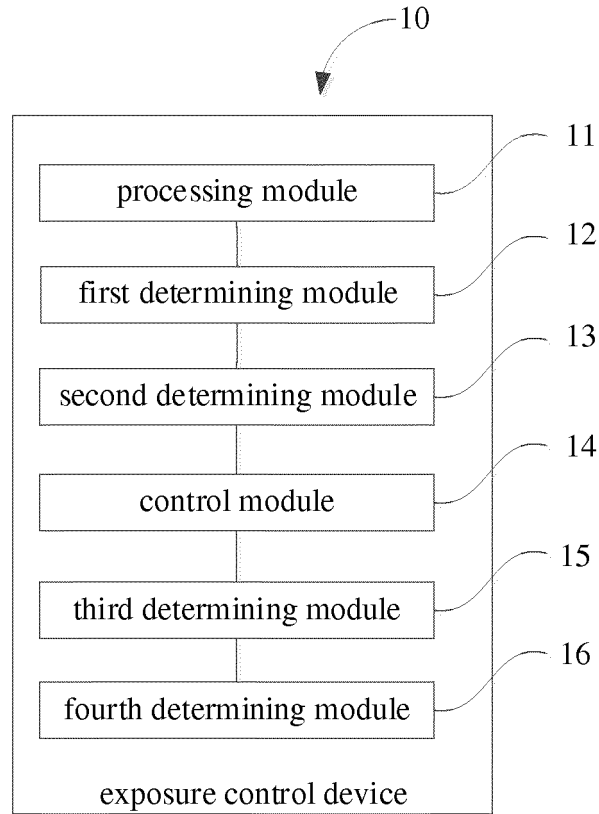 10
processing module
11
first determining module
12
second determining module
13
control module
14
third determining module
15
fourth determining module
16
exposure control device